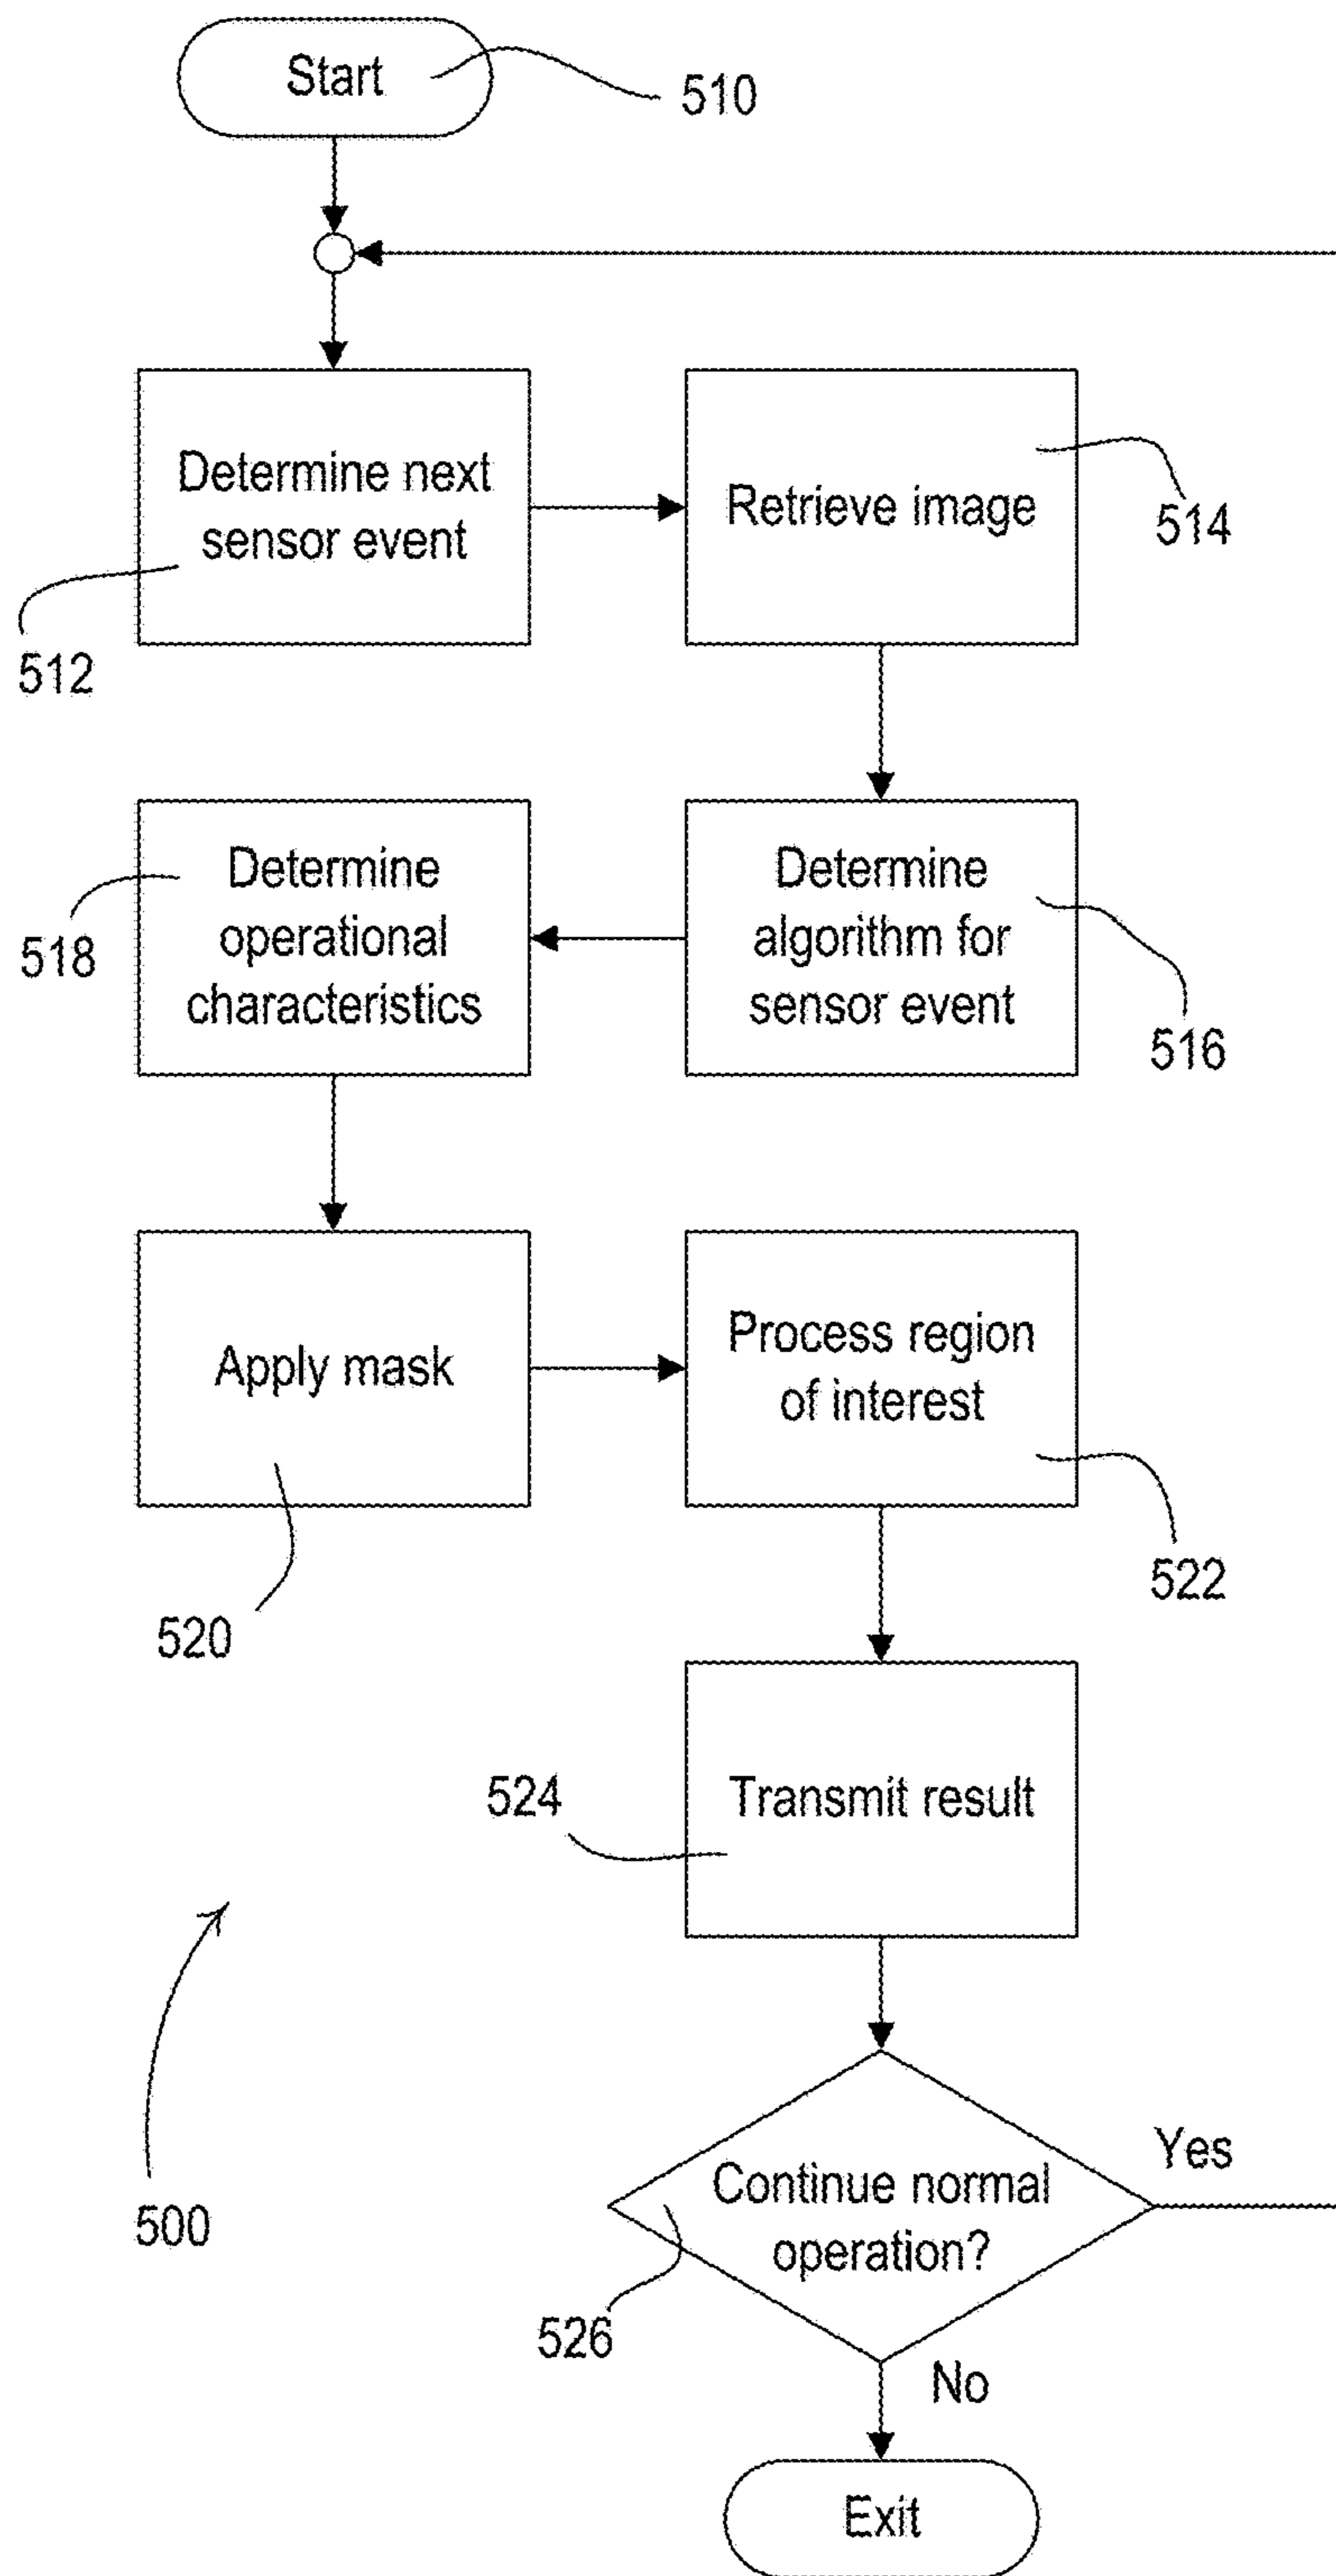 Start
510
Determine next
sensor event
512
Retrieve image
514
Determine
algorithm for
sensor event
516
Determine
operational
characteristics
518
Apply mask
520
Process region
of interest
522
Transmit result
524
500
Continue normal
operation?
526
Yes
No
Exit